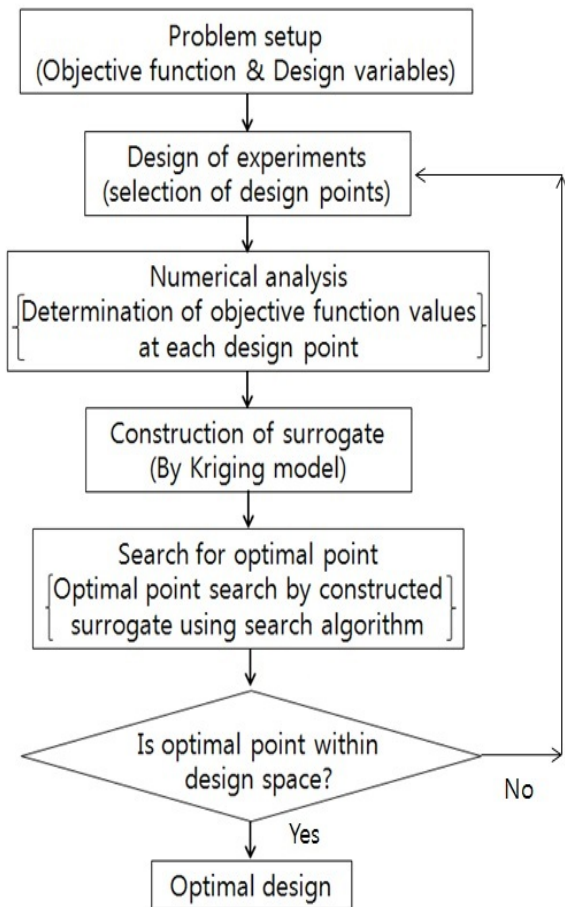 Problem setup
(Objective function & Design variables)
Design of experiments
(selection of design points)
Numerical analysis
Determination of objective function values
at each design point
Construction of surrogate
(By Kriging model)
Search for optimal point
Optimal point search by constructed
surrogate using search algorithm
Is optimal point within
design space?
No
Yes
Optimal design